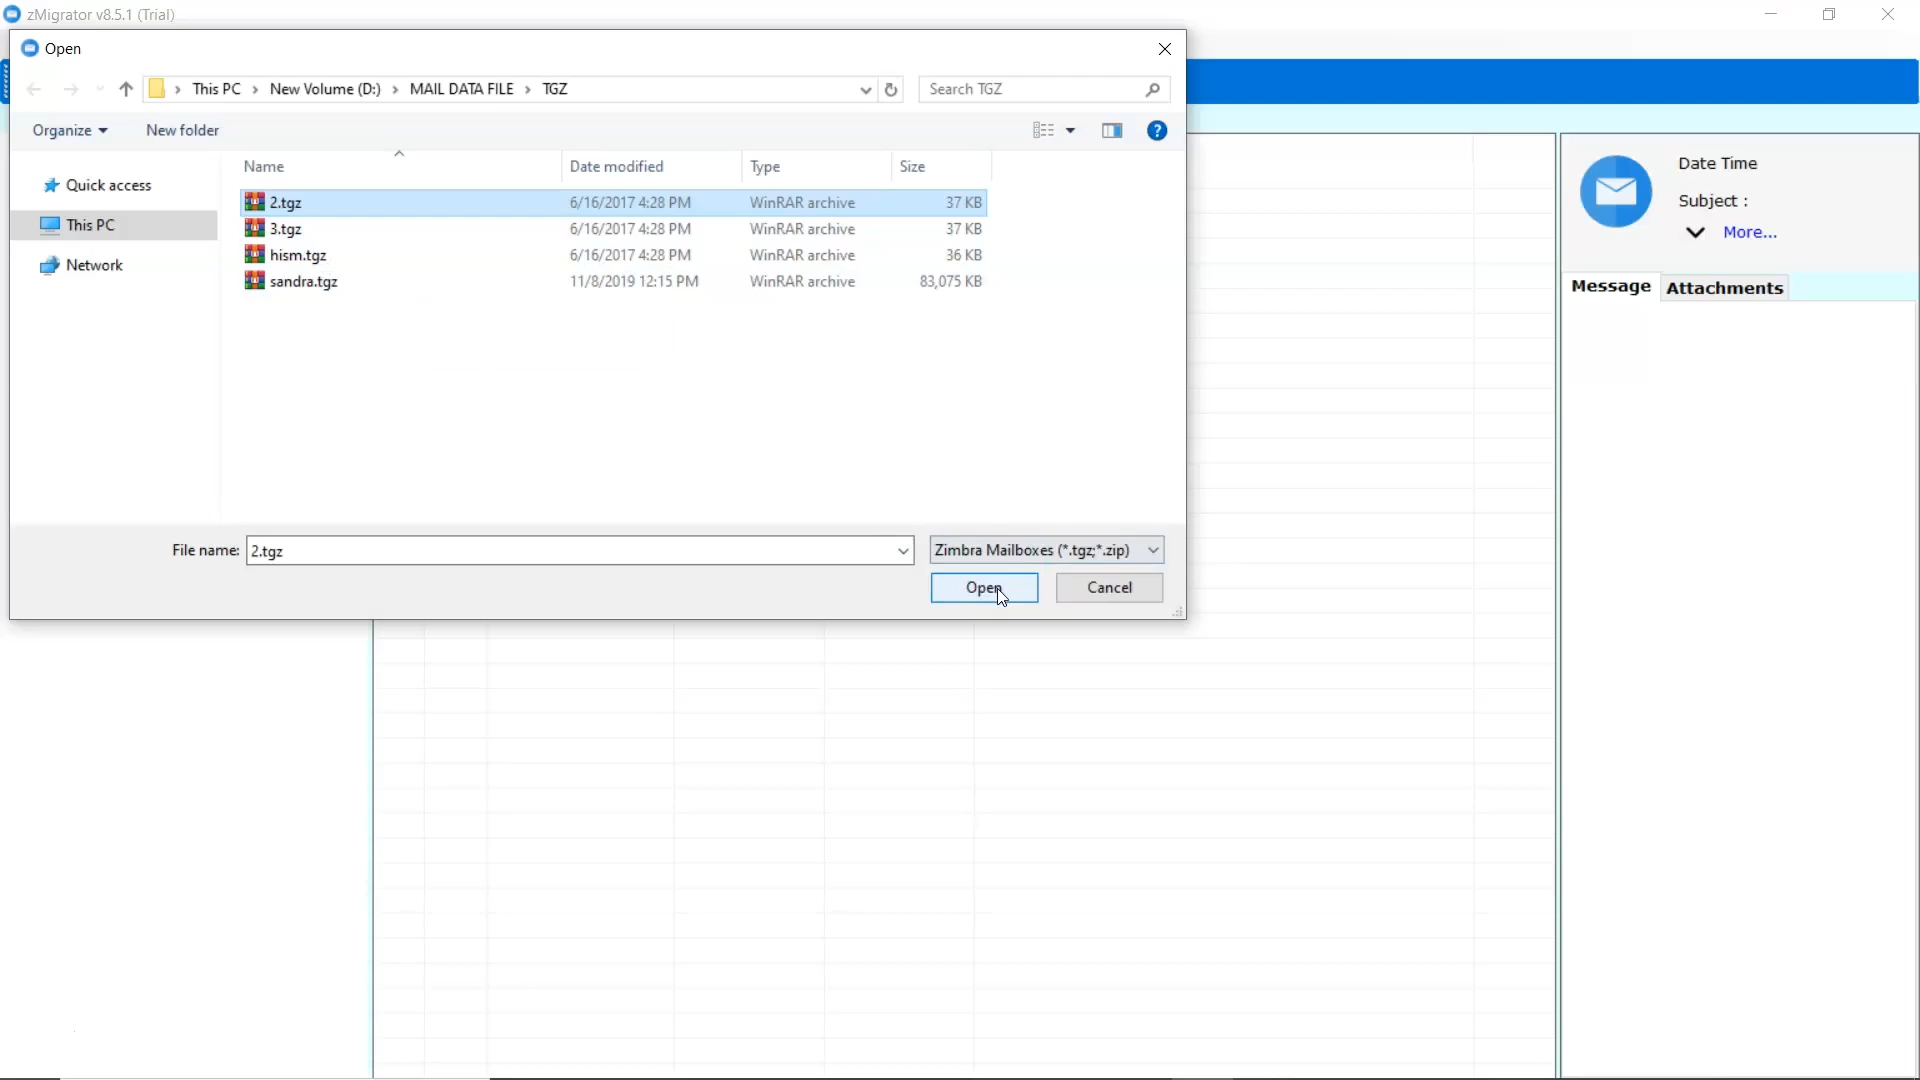 zMigrator v8.5.1 (Trial)
Open
This PC > New Volume (D:) > MAIL DATA FILE > TGZ
Search TGZ
Organize
New folder
?
Name
Date modified
Type
Size
Quick access
This PC
Network
2.tgz 6/16/2017 4:28 PM WinRAR archive 37 KB
3.tgz 6/16/2017 4:28 PM WinRAR archive 37 KB
hism.tgz 6/16/2017 4:28 PM WinRAR archive 36 KB
sandra.tgz 11/8/2019 12:15 PM WinRAR archive 83,075 KB
File name: 2.tgz
Zimbra Mailboxes (*.tgz;*.zip)
Open
Cancel
Date Time
Subject :
More...
Message
Attachments